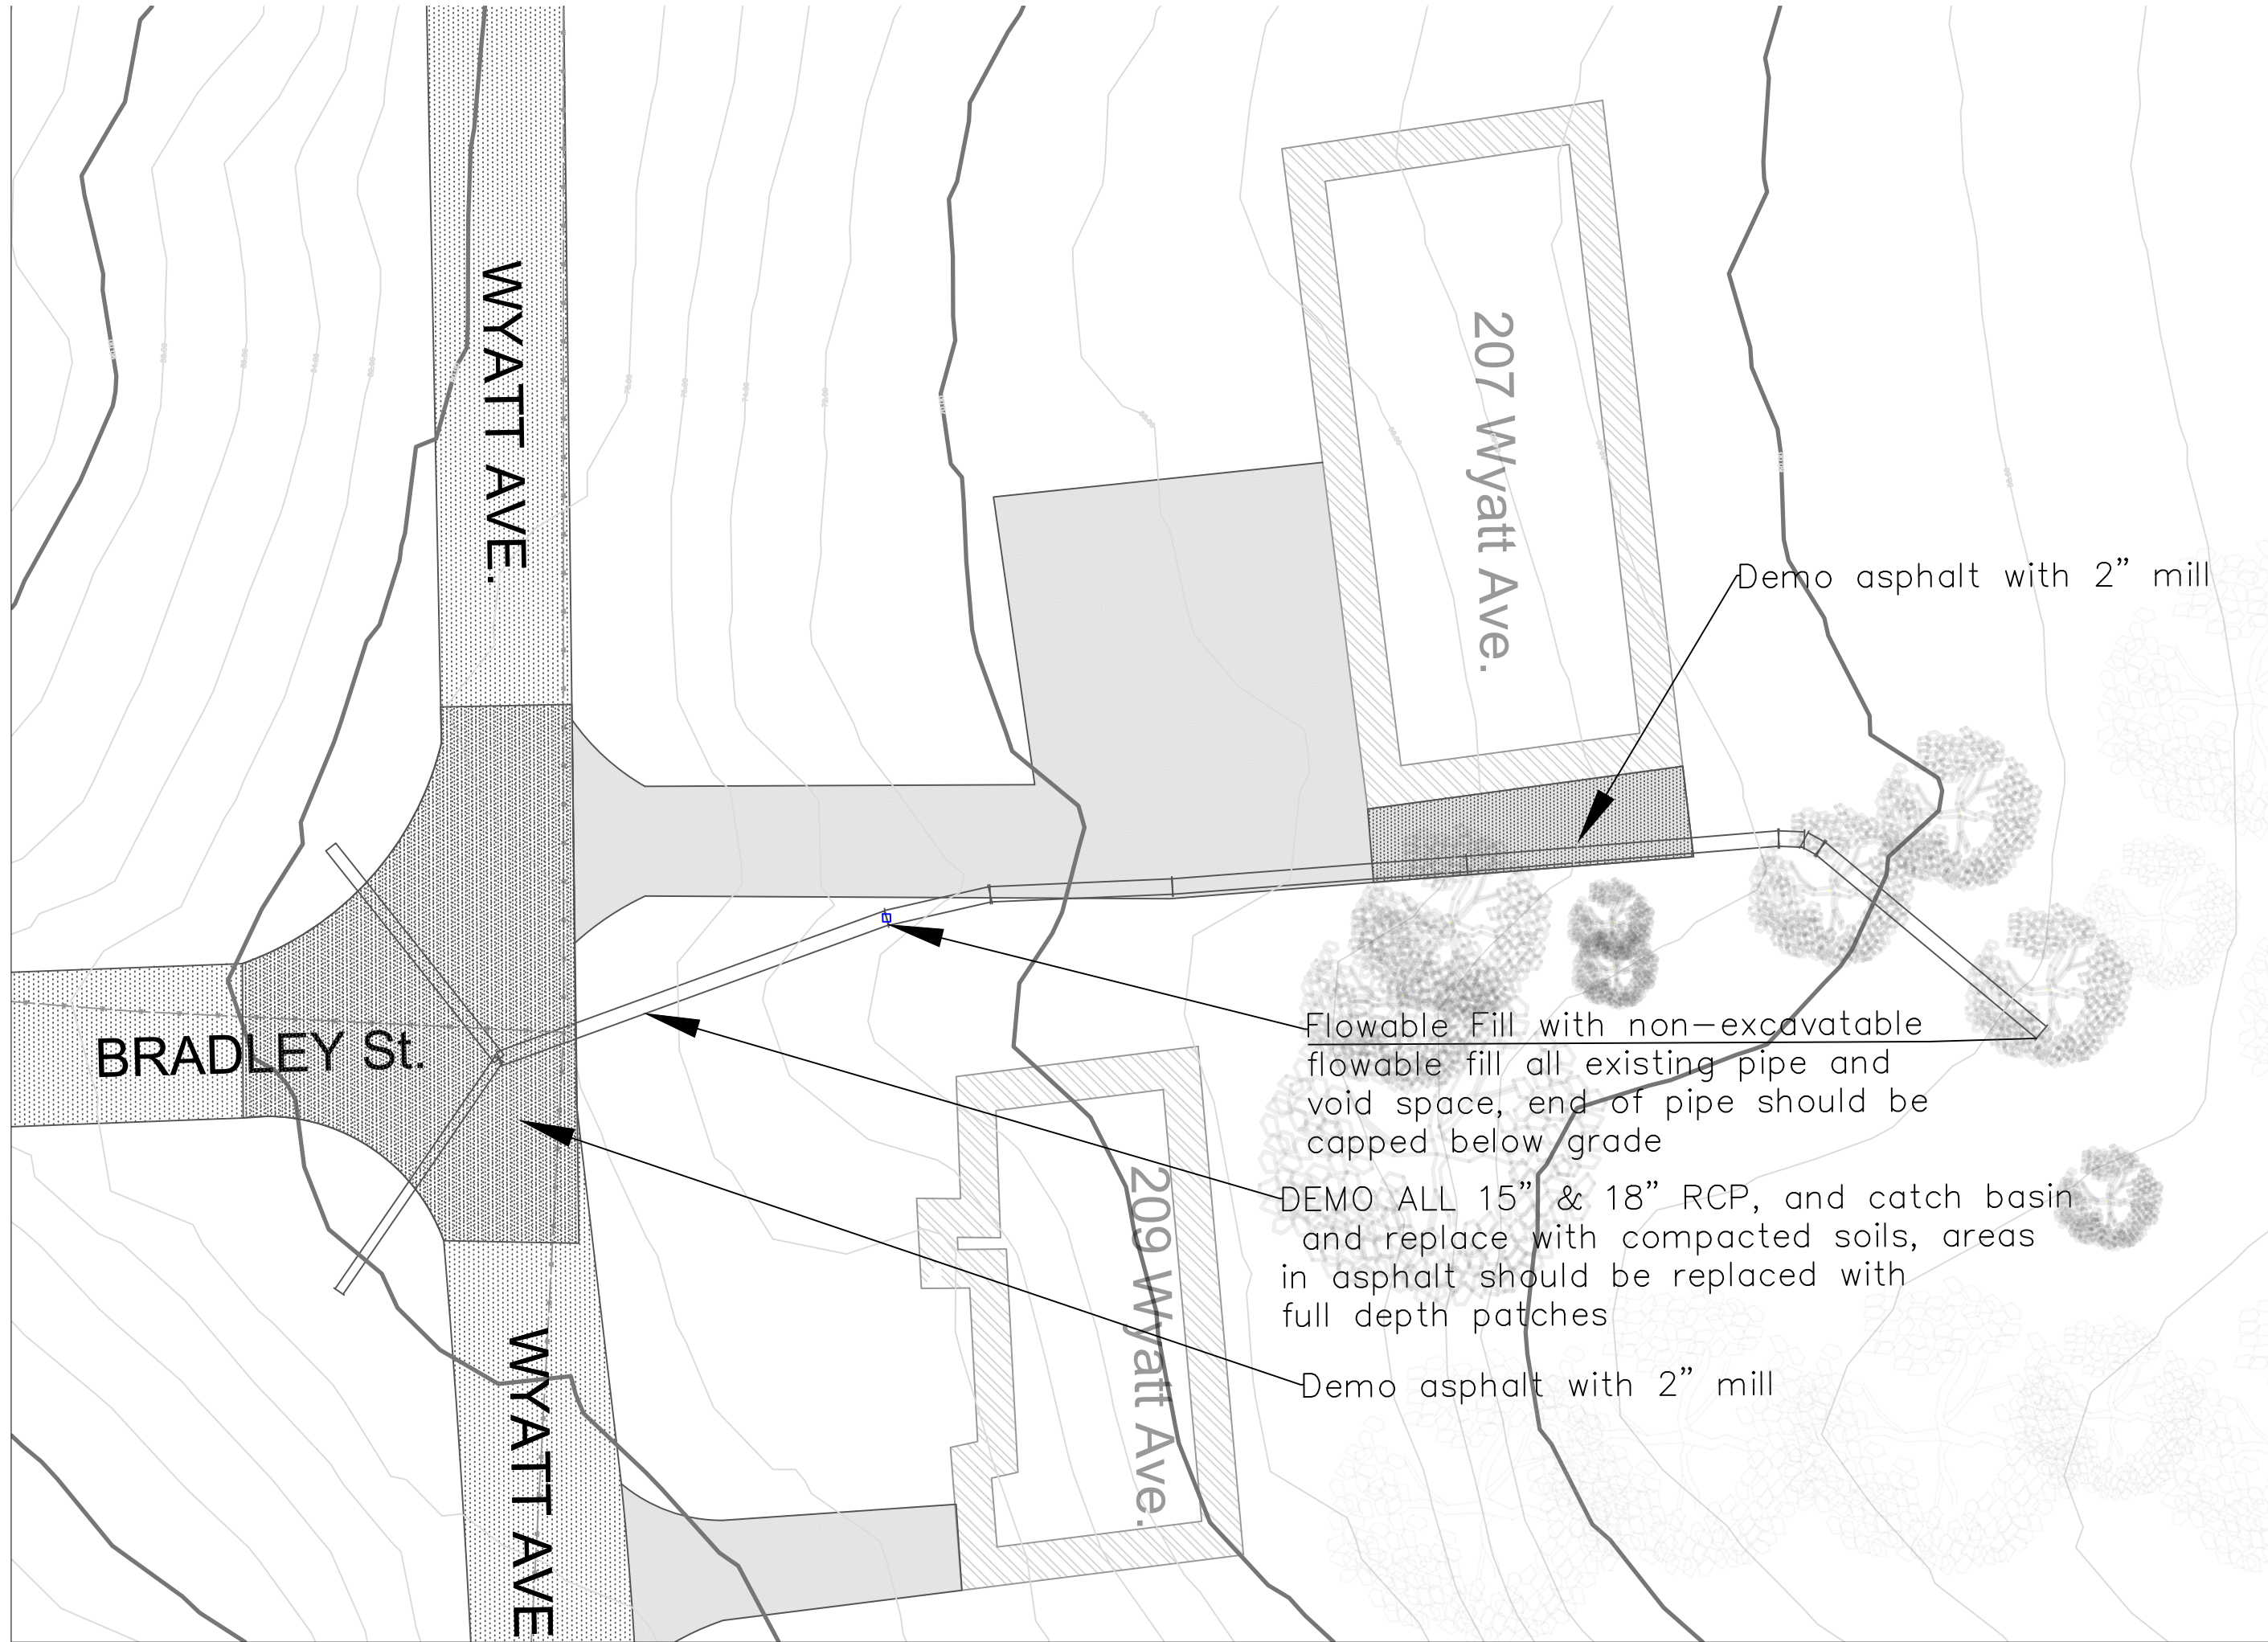 WYATT AVE.
207 Wyatt Ave.
Demo asphalt with 2” mill
BRADLEY St.
Flowable Fill with non-excavatable
flowable fill all existing pipe and
void space, end of pipe should be
capped below grade
DEMO ALL 15” & 18” RCP, and catch basin
and replace with compacted soils, areas
in asphalt should be replaced with
full depth patches
209 Wyatt Ave.
WYATT AVE
Demo asphalt with 2” mill